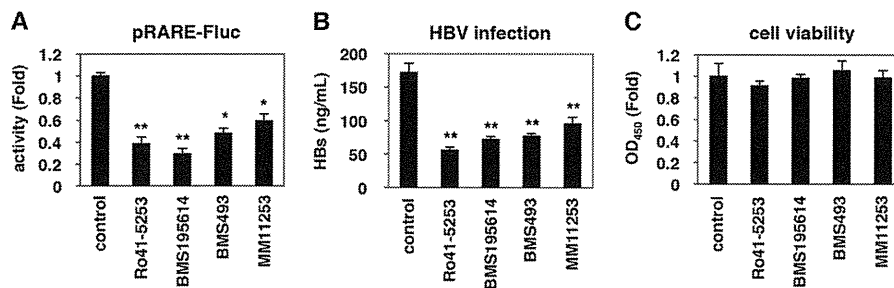 A
pRARE-Fluc
activity (Fold)
1.2
1
0.8
0.6
0.4
0.2
0
**
**
*
*
control
Ro41-5253
BMS195614
BMS493
MM11253
B
HBV infection
HBs (ng/mL)
200
150
100
50
0
**
**
**
**
control
Ro41-5253
BMS195614
BMS493
MM11253
C
cell viability
OD450 (Fold)
1.2
1
0.8
0.6
0.4
0.2
0
control
Ro41-5253
BMS195614
BMS493
MM11253